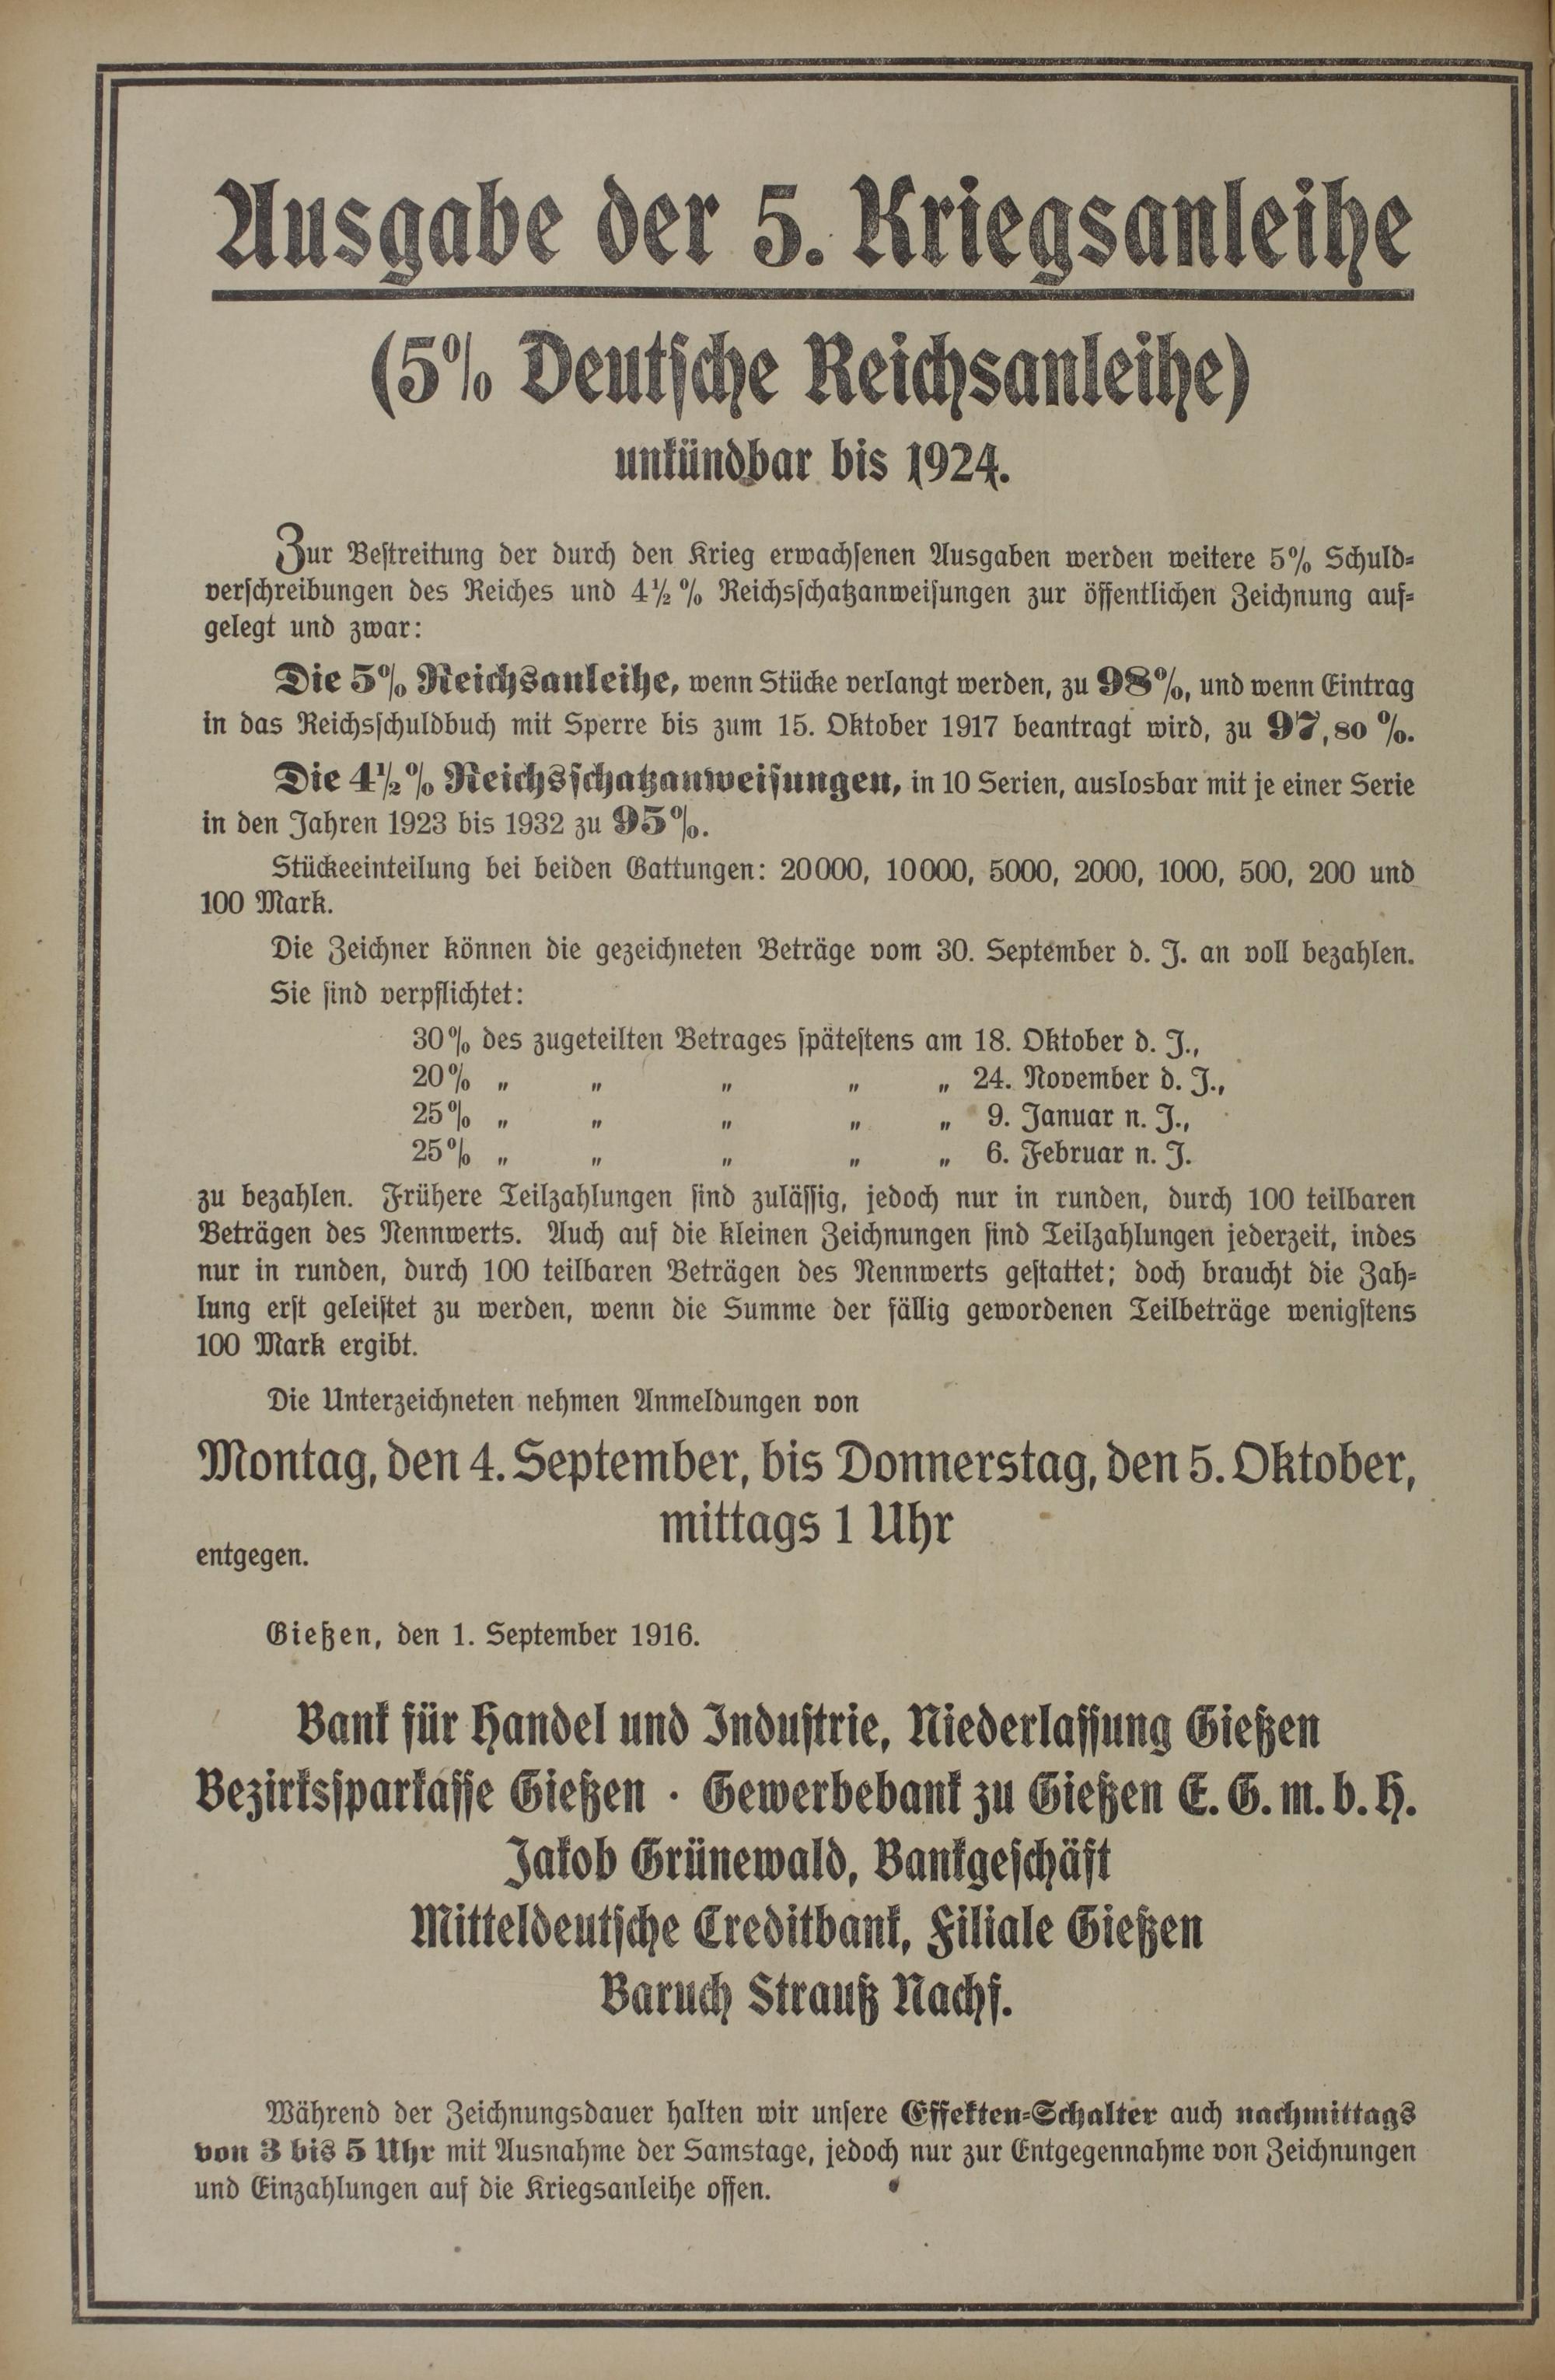 Ausgabe der 5. Kriegsanleihe
(5% Deutsche Reichsanleihe)
unkündbar bis 1924.
Zur Bestreitung der durch den Krieg erwachsenen Ausgaben werden weitere 5% Schuld-
verschreibungen des Reiches und 4½% Reichsschatzanweisungen zur öffentlichen Zeichnung auf-
gelegt und zwar:
Die 5% Reichsanleihe, wenn Stücke verlangt werden, zu 98%, und wenn Eintrag
in das Reichsschuldbuch mit Sperre bis zum 15. Oktober 1917 beantragt wird, zu 97,80 %.
Die 4½% Reichsschatzanweisungen, in 10 Serien, auslosbar mit je einer Serie
in den Jahren 1923 bis 1932 zu 95%.
Stückeeinteilung bei beiden Gattungen: 20000, 10000, 5000, 2000, 1000, 500, 200 und
100 Mark.
Die Zeichner können die gezeichneten Beträge vom 30. September d. J. an voll bezahlen.
Sie sind verpflichtet:
30% des zugeteilten Betrages spätestens am 18. Oktober d. J.,
20% „ „ „ „ „ 24. November d. J.,
25% „ „ „ „ „ 9. Januar n. J.,
25% „ „ „ „ „ 6. Februar n. J.
zu bezahlen. Frühere Teilzahlungen sind zulässig, jedoch nur in runden, durch 100 teilbaren
Beträgen des Nennwerts. Auch auf die kleinen Zeichnungen sind Teilzahlungen jederzeit, indes
nur in runden, durch 100 teilbaren Beträgen des Nennwerts gestattet; doch braucht die Zah-
lung erst geleistet zu werden, wenn die Summe der fällig gewordenen Teilbeträge wenigstens
100 Mark ergibt.
Die Unterzeichneten nehmen Anmeldungen von
Montag, den 4. September, bis Donnerstag, den 5. Oktober,
mittags 1 Uhr
entgegen.
Gießen, den 1. September 1916.
Bank für Handel und Industrie, Niederlassung Gießen
Bezirkssparkasse Gießen · Gewerbebank zu Gießen E. G. m. b. H.
Jakob Grünewald, Bankgeschäft
Mitteldeutsche Creditbank, Filiale Gießen
Baruch Strauß Nachf.
Während der Zeichnungsdauer halten wir unsere Effekten-Schalter auch nachmittags
von 3 bis 5 Uhr mit Ausnahme der Samstage, jedoch nur zur Entgegennahme von Zeichnungen
und Einzahlungen auf die Kriegsanleihe offen.